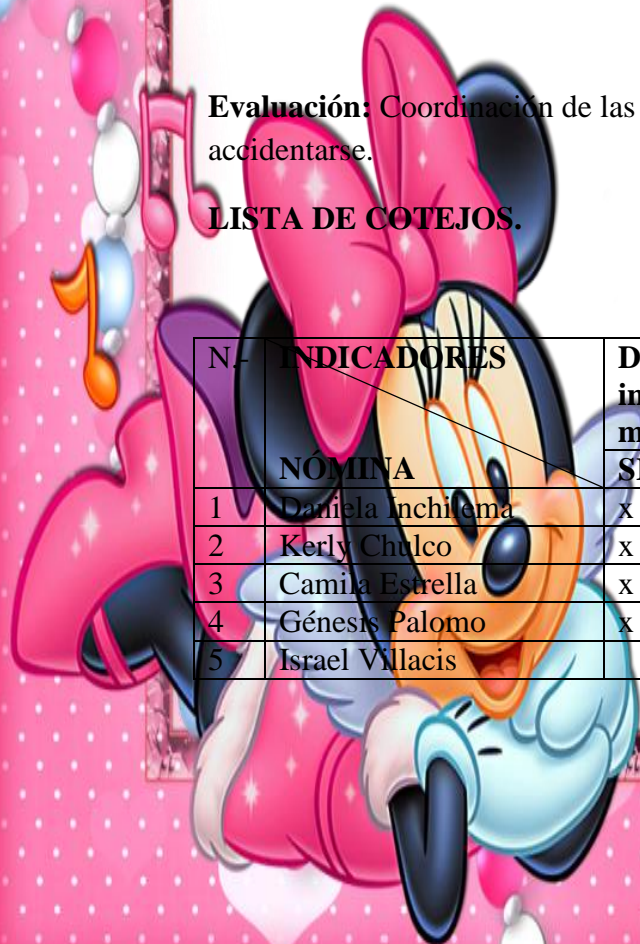 Evaluación: Coordinación de las
accidentarse.
LISTA DE COTEJOS.
N.- INDICADORES
NÓMINA
1 Daniela Inchilema x
2 Kerly Chulco x
3 Camila Estrella x
4 Génesis Palomo x
5 Israel Villacis